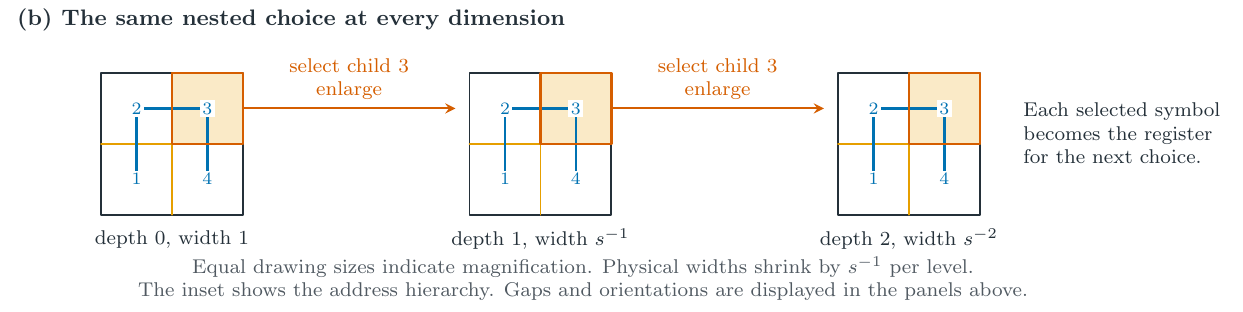 (b) The same nested choice at every dimension
select child 3
enlarge
select child 3
enlarge
2 3
1 4
2 3
1 4
2 3
1 4
Each selected symbol
becomes the register
for the next choice.
depth 0, width 1
depth 1, width s⁻¹
depth 2, width s⁻²
Equal drawing sizes indicate magnification. Physical widths shrink by s⁻¹ per level.
The inset shows the address hierarchy. Gaps and orientations are displayed in the panels above.